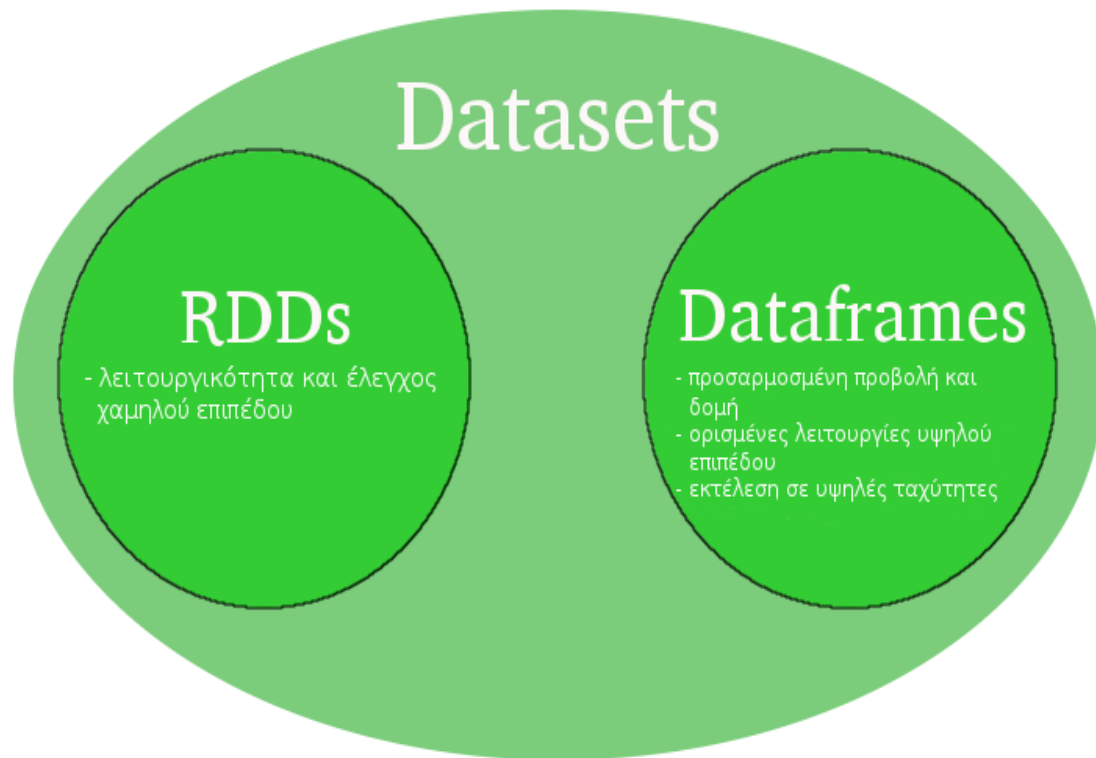 Datasets
RDDs
- λειτουργικότητα και έλεγχος
χαμηλού επιπέδου
Dataframes
- προσαρμοσμένη προβολή και
δομή
- ορισμένες λειτουργίες υψηλού
επιπέδου
- εκτέλεση σε υψηλές ταχύτητες